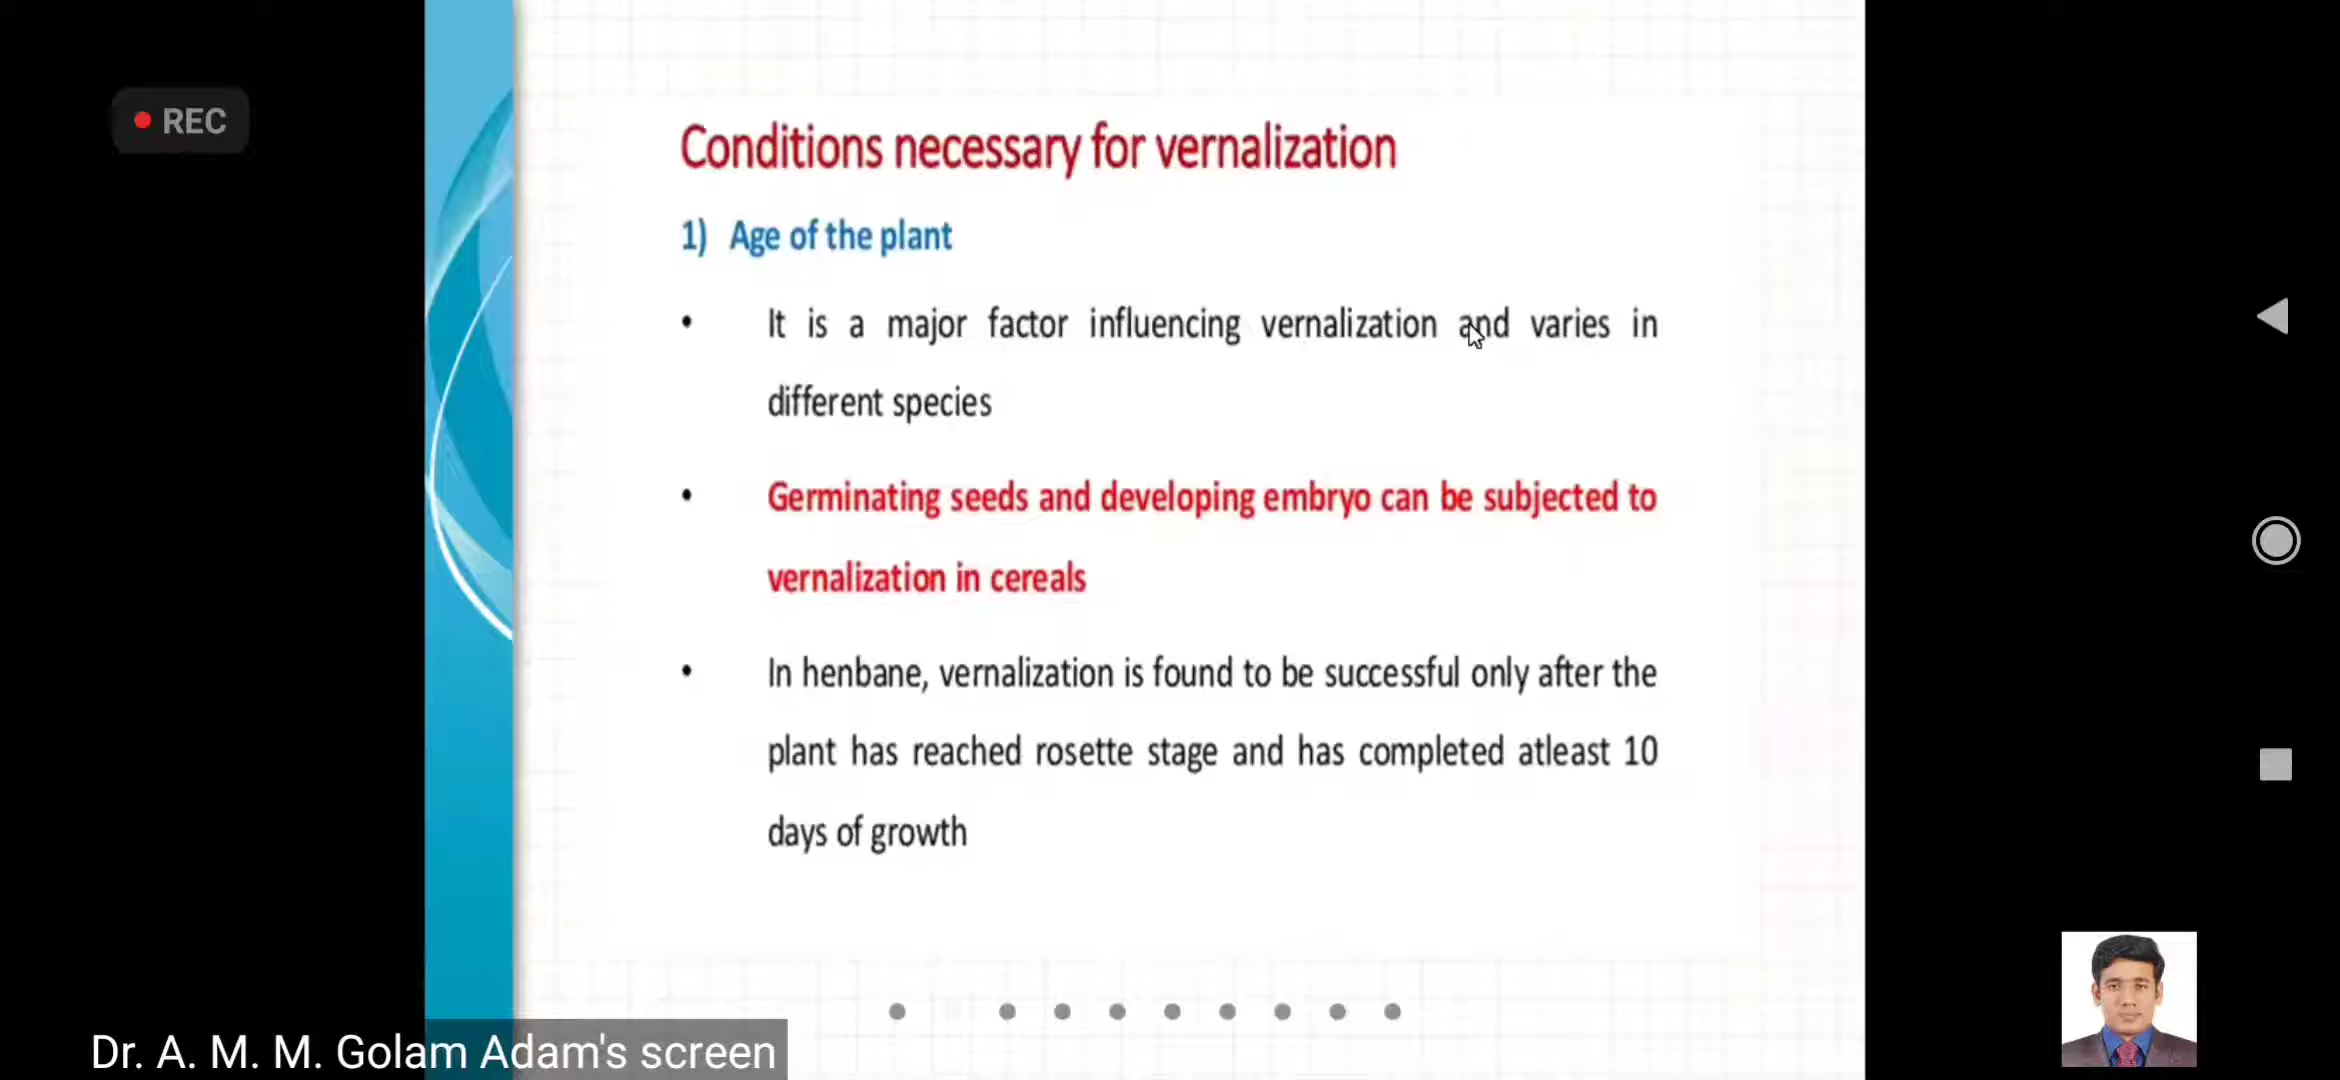 REC
Conditions necessary for vernalization
1) Age of the plant
• It is a major factor influencing vernalization and varies in
different species
• Germinating seeds and developing embryo can be subjected to
vernalization in cereals
• In henbane, vernalization is found to be successful only after the
plant has reached rosette stage and has completed atleast 10
days of growth
Dr. A. M. M. Golam Adam's screen